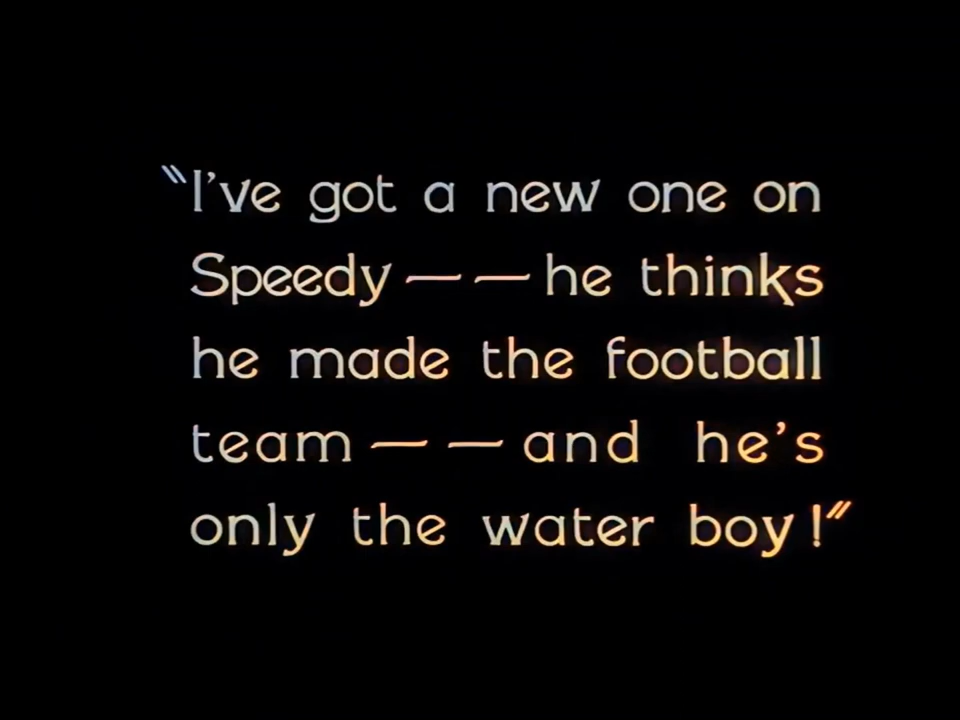 "I've got a new one on
Speedy — — he thinks
he made the football
team — — and he's
only the water boy!"